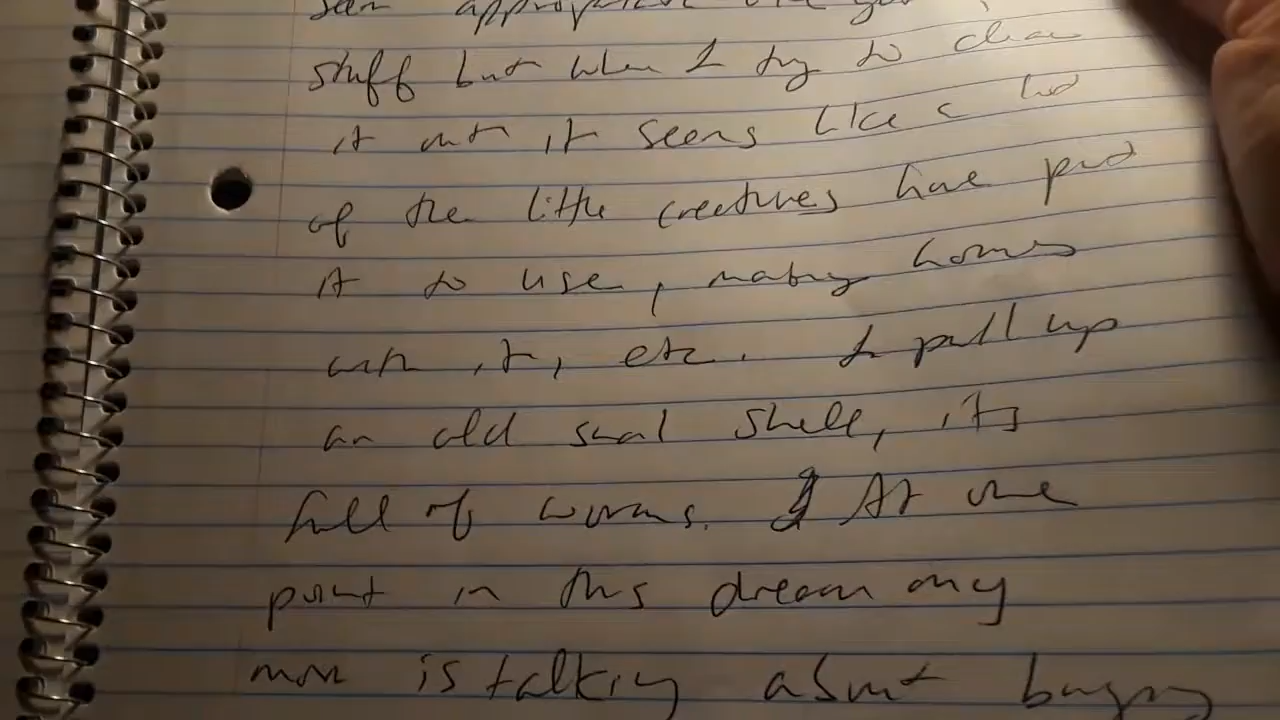 stuff but when I try to clean
it out it seems like a lot
of the little creatures have put
it to use, making homes
with it, etc. I pull up
an old snail shell, its
full of worms. At one
point in this dream my
mom is talking about buying